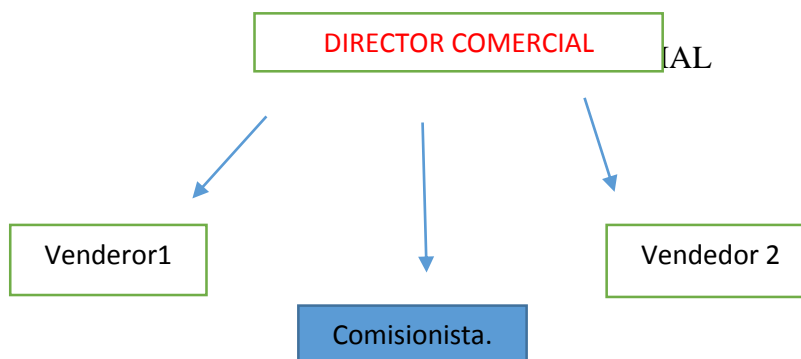 DIRECTOR COMERCIAL
IAL
Venderor1
Vendedor 2
Comisionista.